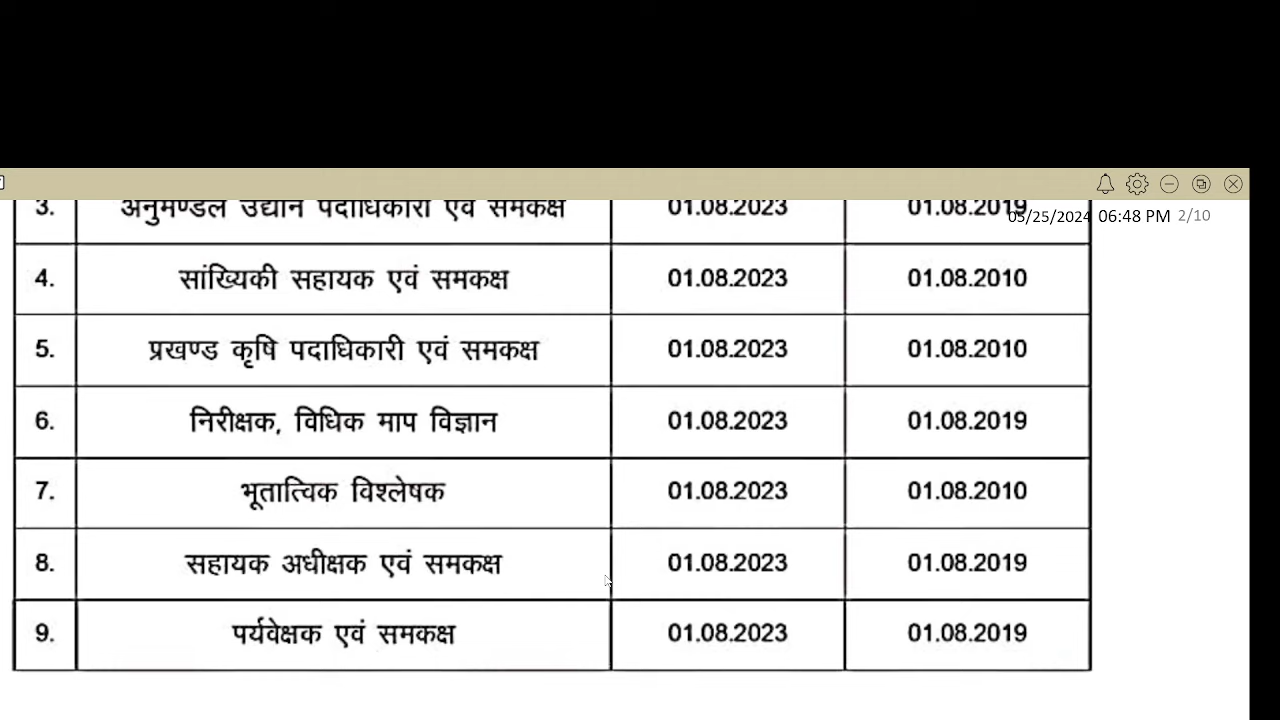 3. अनुमण्डल उद्यान पदाधिकारी एवं समकक्ष 01.08.2023 01.08.2019
05/25/2024 06:48 PM 2/10
4. सांख्यिकी सहायक एवं समकक्ष 01.08.2023 01.08.2010
5. प्रखण्ड कृषि पदाधिकारी एवं समकक्ष 01.08.2023 01.08.2010
6. निरीक्षक, विधिक माप विज्ञान 01.08.2023 01.08.2019
7. भूतात्विक विश्लेषक 01.08.2023 01.08.2010
8. सहायक अधीक्षक एवं समकक्ष 01.08.2023 01.08.2019
9. पर्यवेक्षक एवं समकक्ष 01.08.2023 01.08.2019